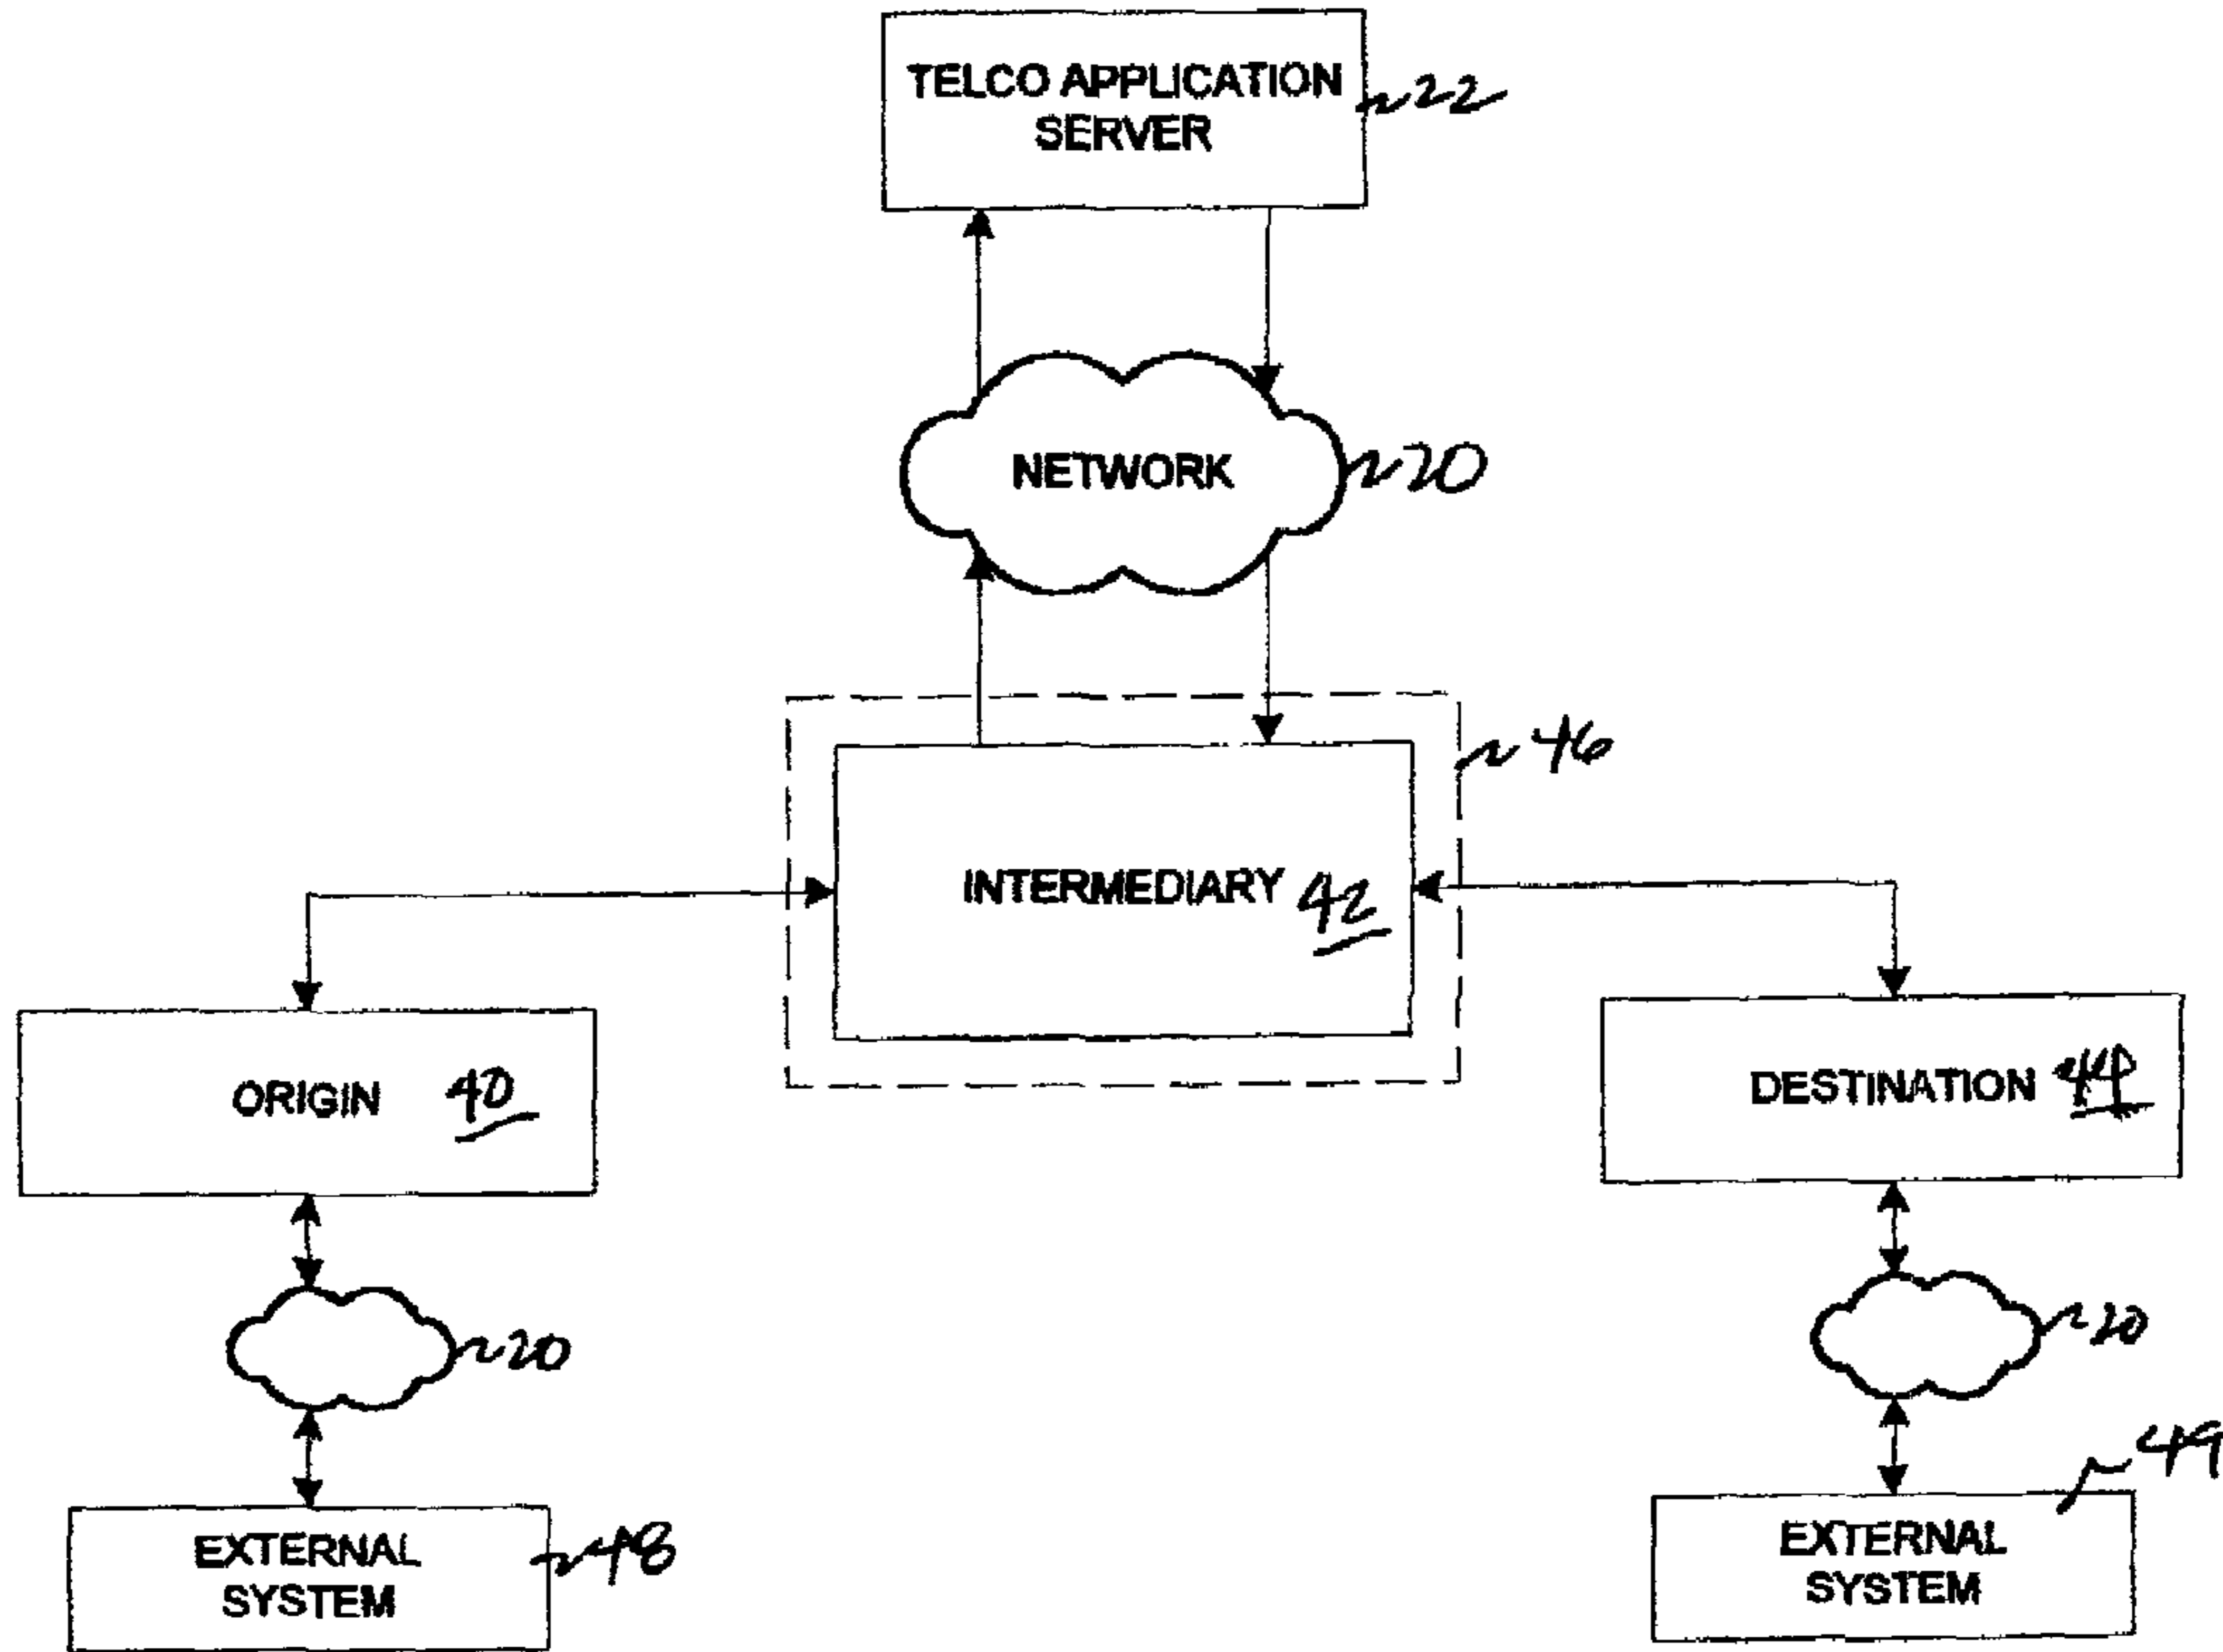 TELCO APPLICATION
SERVER
22
NETWORK
20
46
INTERMEDIARY 42
ORIGIN 40
DESTINATION 44
20
20
EXTERNAL
SYSTEM
48
EXTERNAL
SYSTEM
49